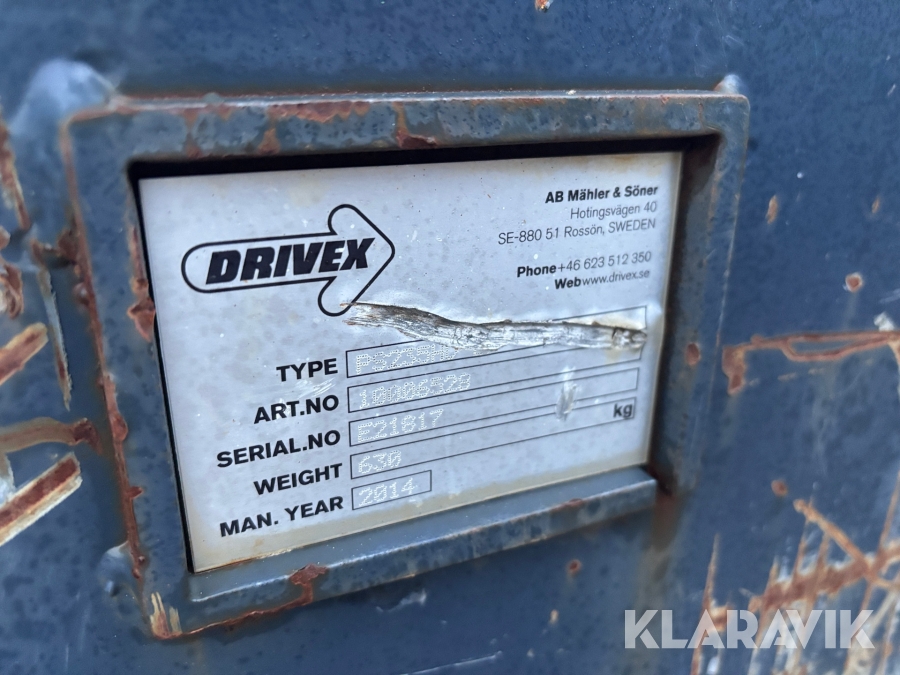 DRIVEX
AB Mähler & Söner
Hotingsvägen 40
SE-880 51 Rossön, SWEDEN
Phone +46 623 512 350
Web www.drivex.se
TYPE
ART.NO 10006528
SERIAL.NO E21817
WEIGHT 630 kg
MAN. YEAR 2014
KLARAVIK